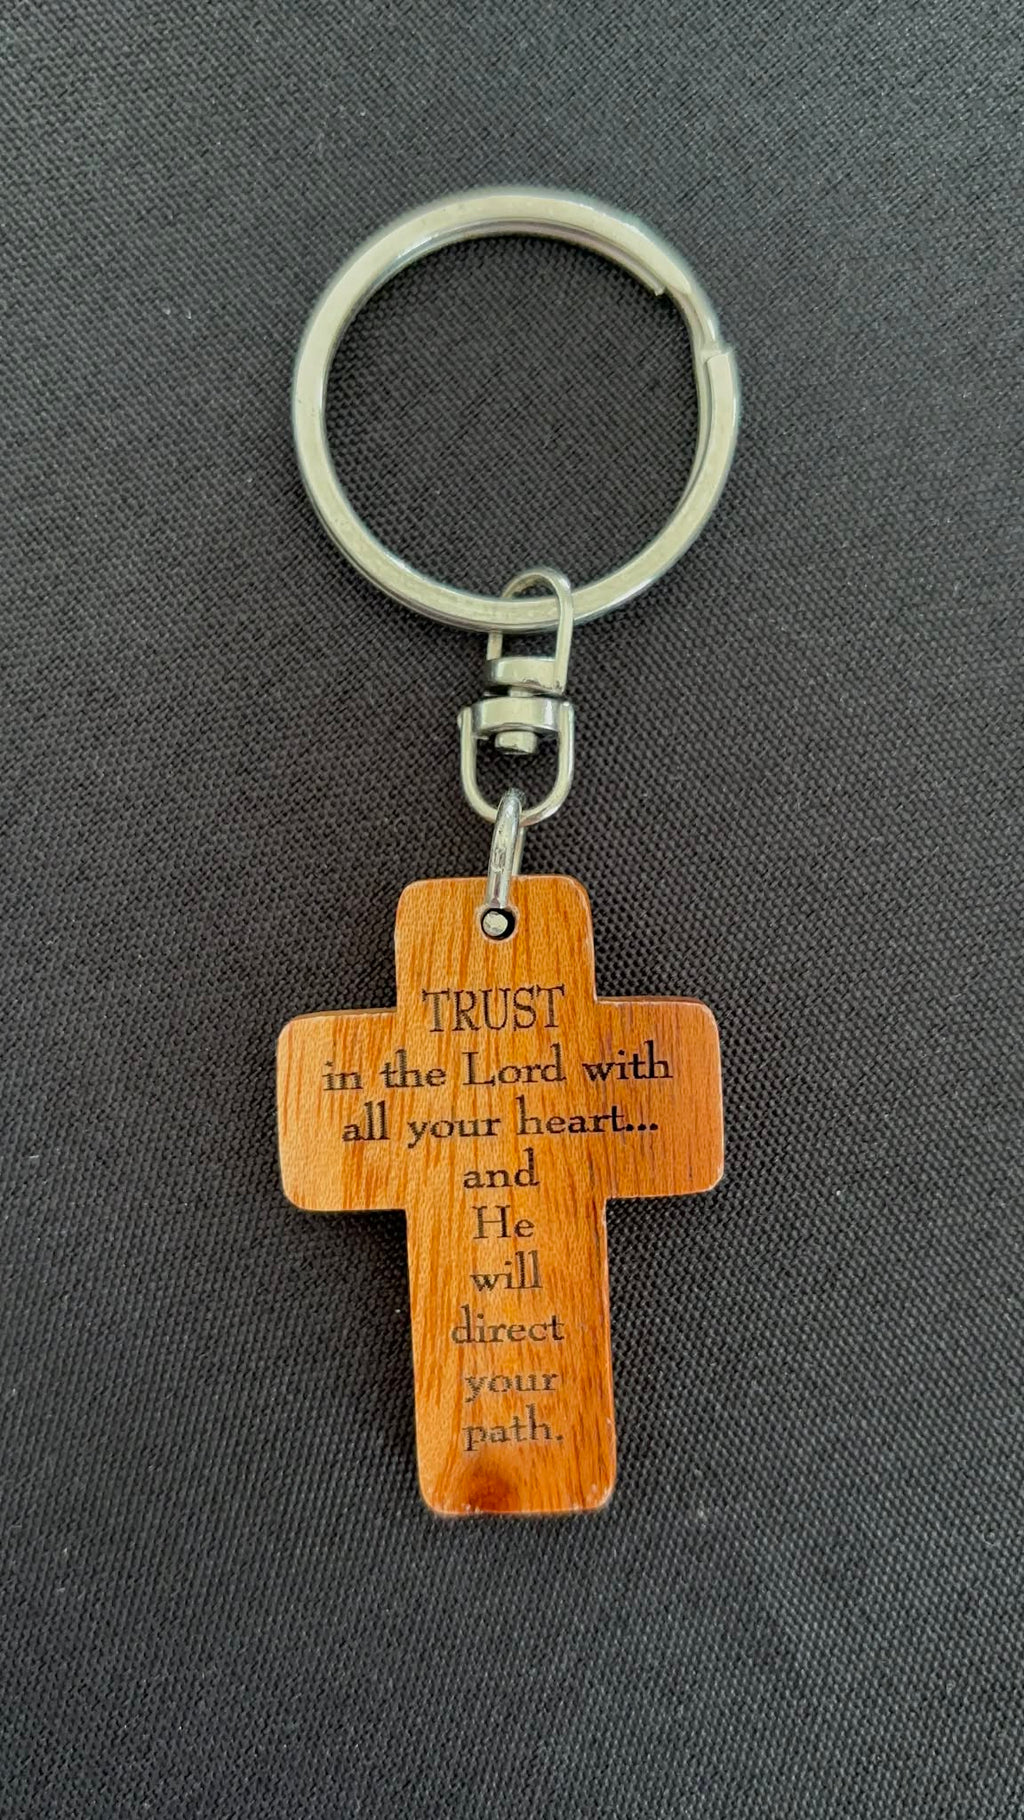 TRUST
in the Lord with
all your heart...
and
He
will
direct
your
path.